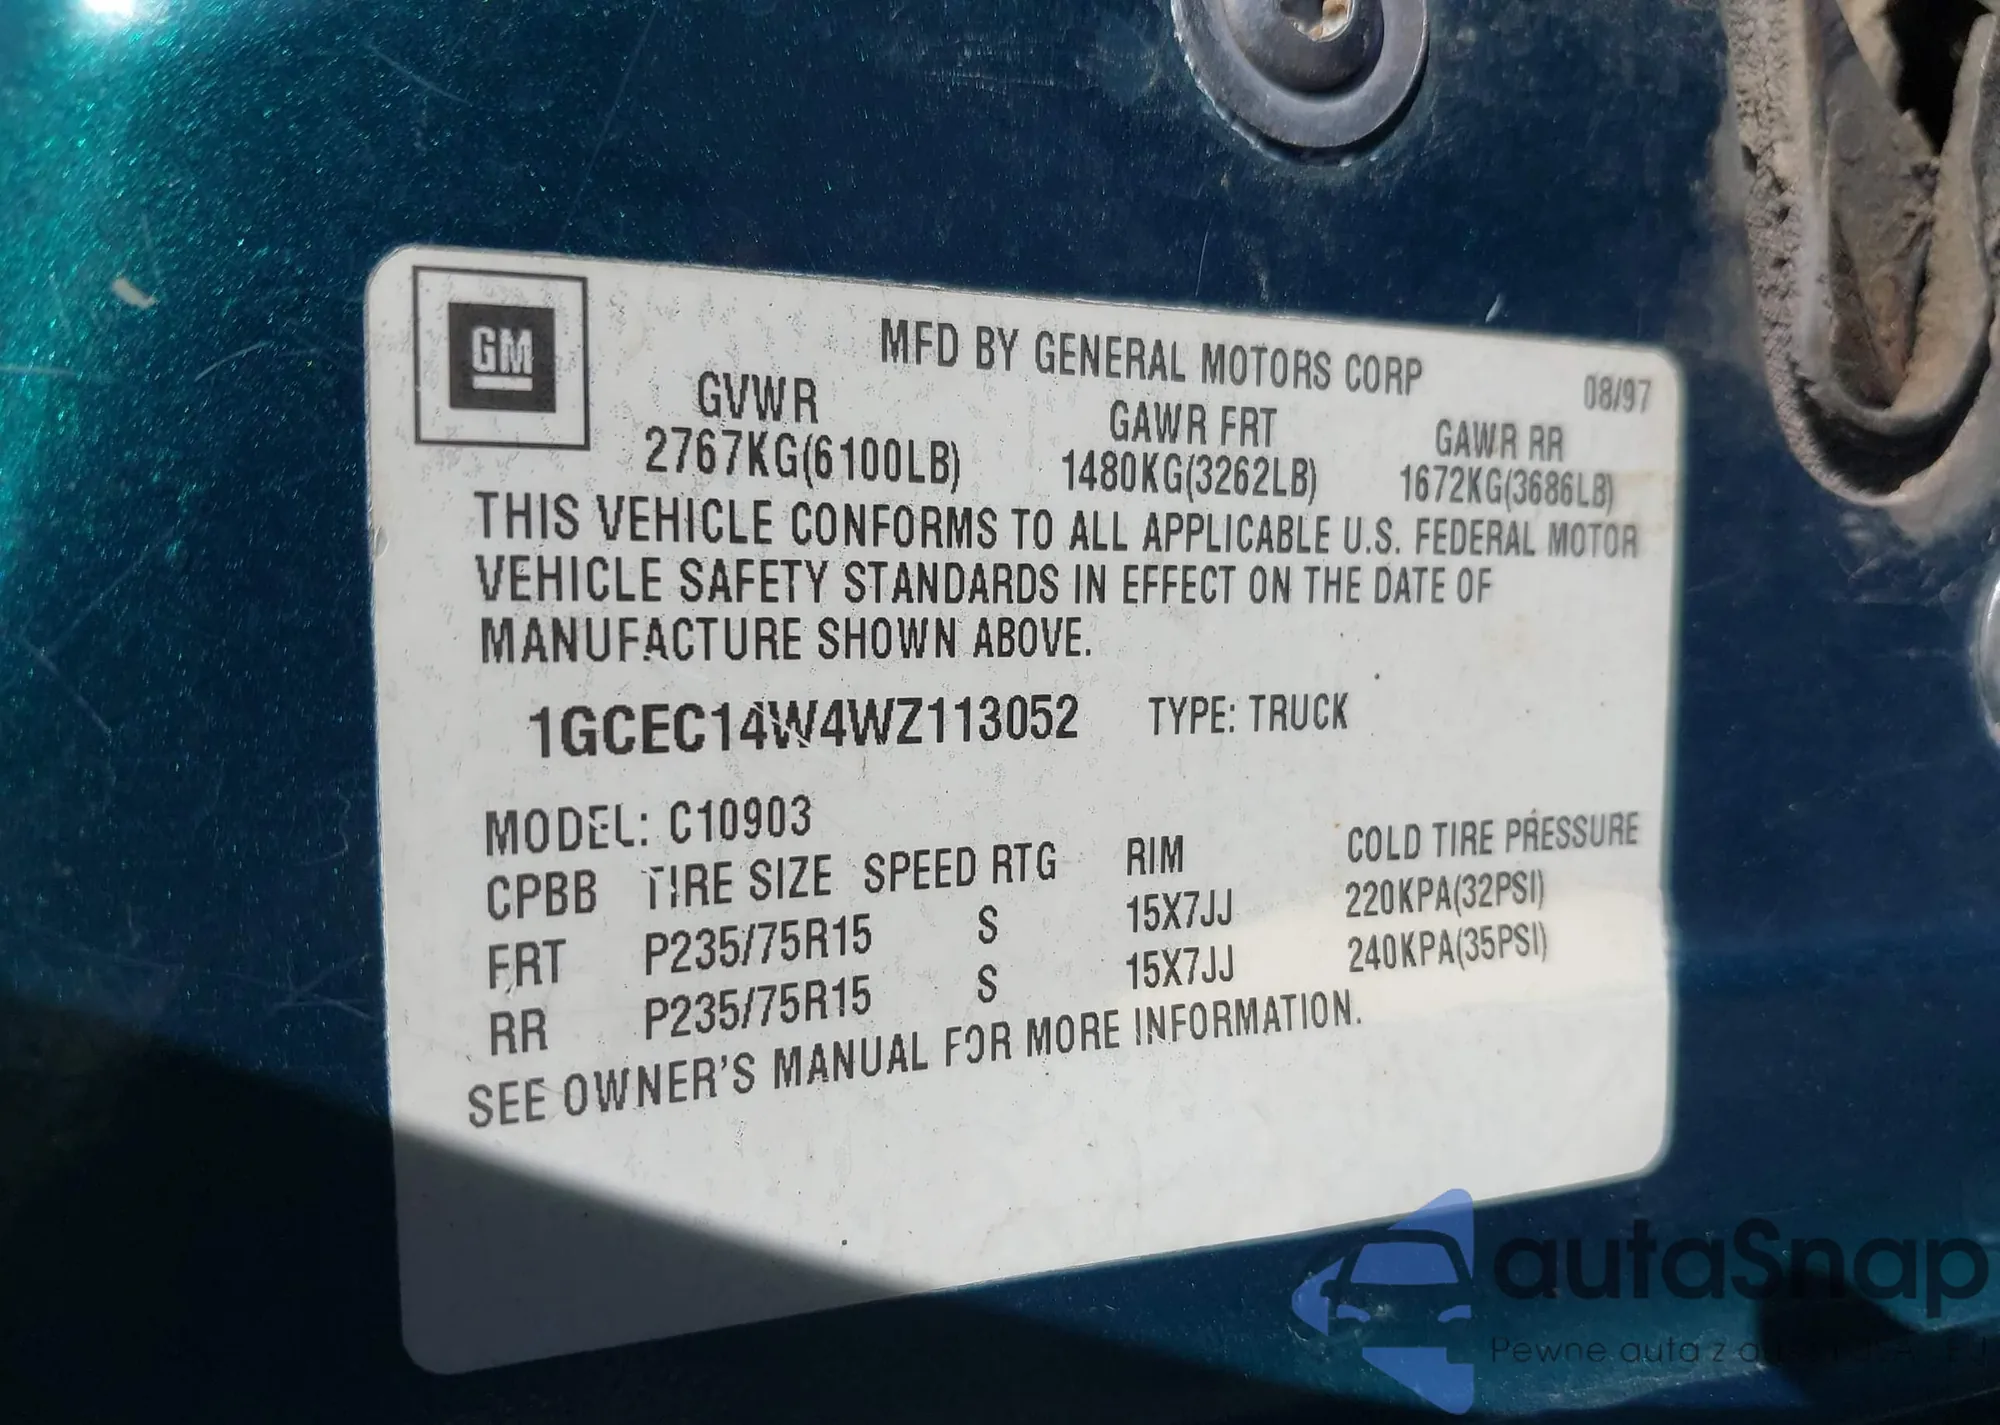 GM
MFD BY GENERAL MOTORS CORP
08/97
GVWR GAWR FRT GAWR RR
2767KG(6100LB) 1480KG(3262LB) 1672KG(3686LB)
THIS VEHICLE CONFORMS TO ALL APPLICABLE U.S. FEDERAL MOTOR
VEHICLE SAFETY STANDARDS IN EFFECT ON THE DATE OF
MANUFACTURE SHOWN ABOVE.
1GCEC14W4WZ113052 TYPE: TRUCK
MODEL: C10903
CPBB TIRE SIZE SPEED RTG RIM COLD TIRE PRESSURE
FRT P235/75R15 S 15X7JJ 220KPA(32PSI)
RR P235/75R15 S 15X7JJ 240KPA(35PSI)
SEE OWNER'S MANUAL FOR MORE INFORMATION.
autaSnap
Pewne auta z